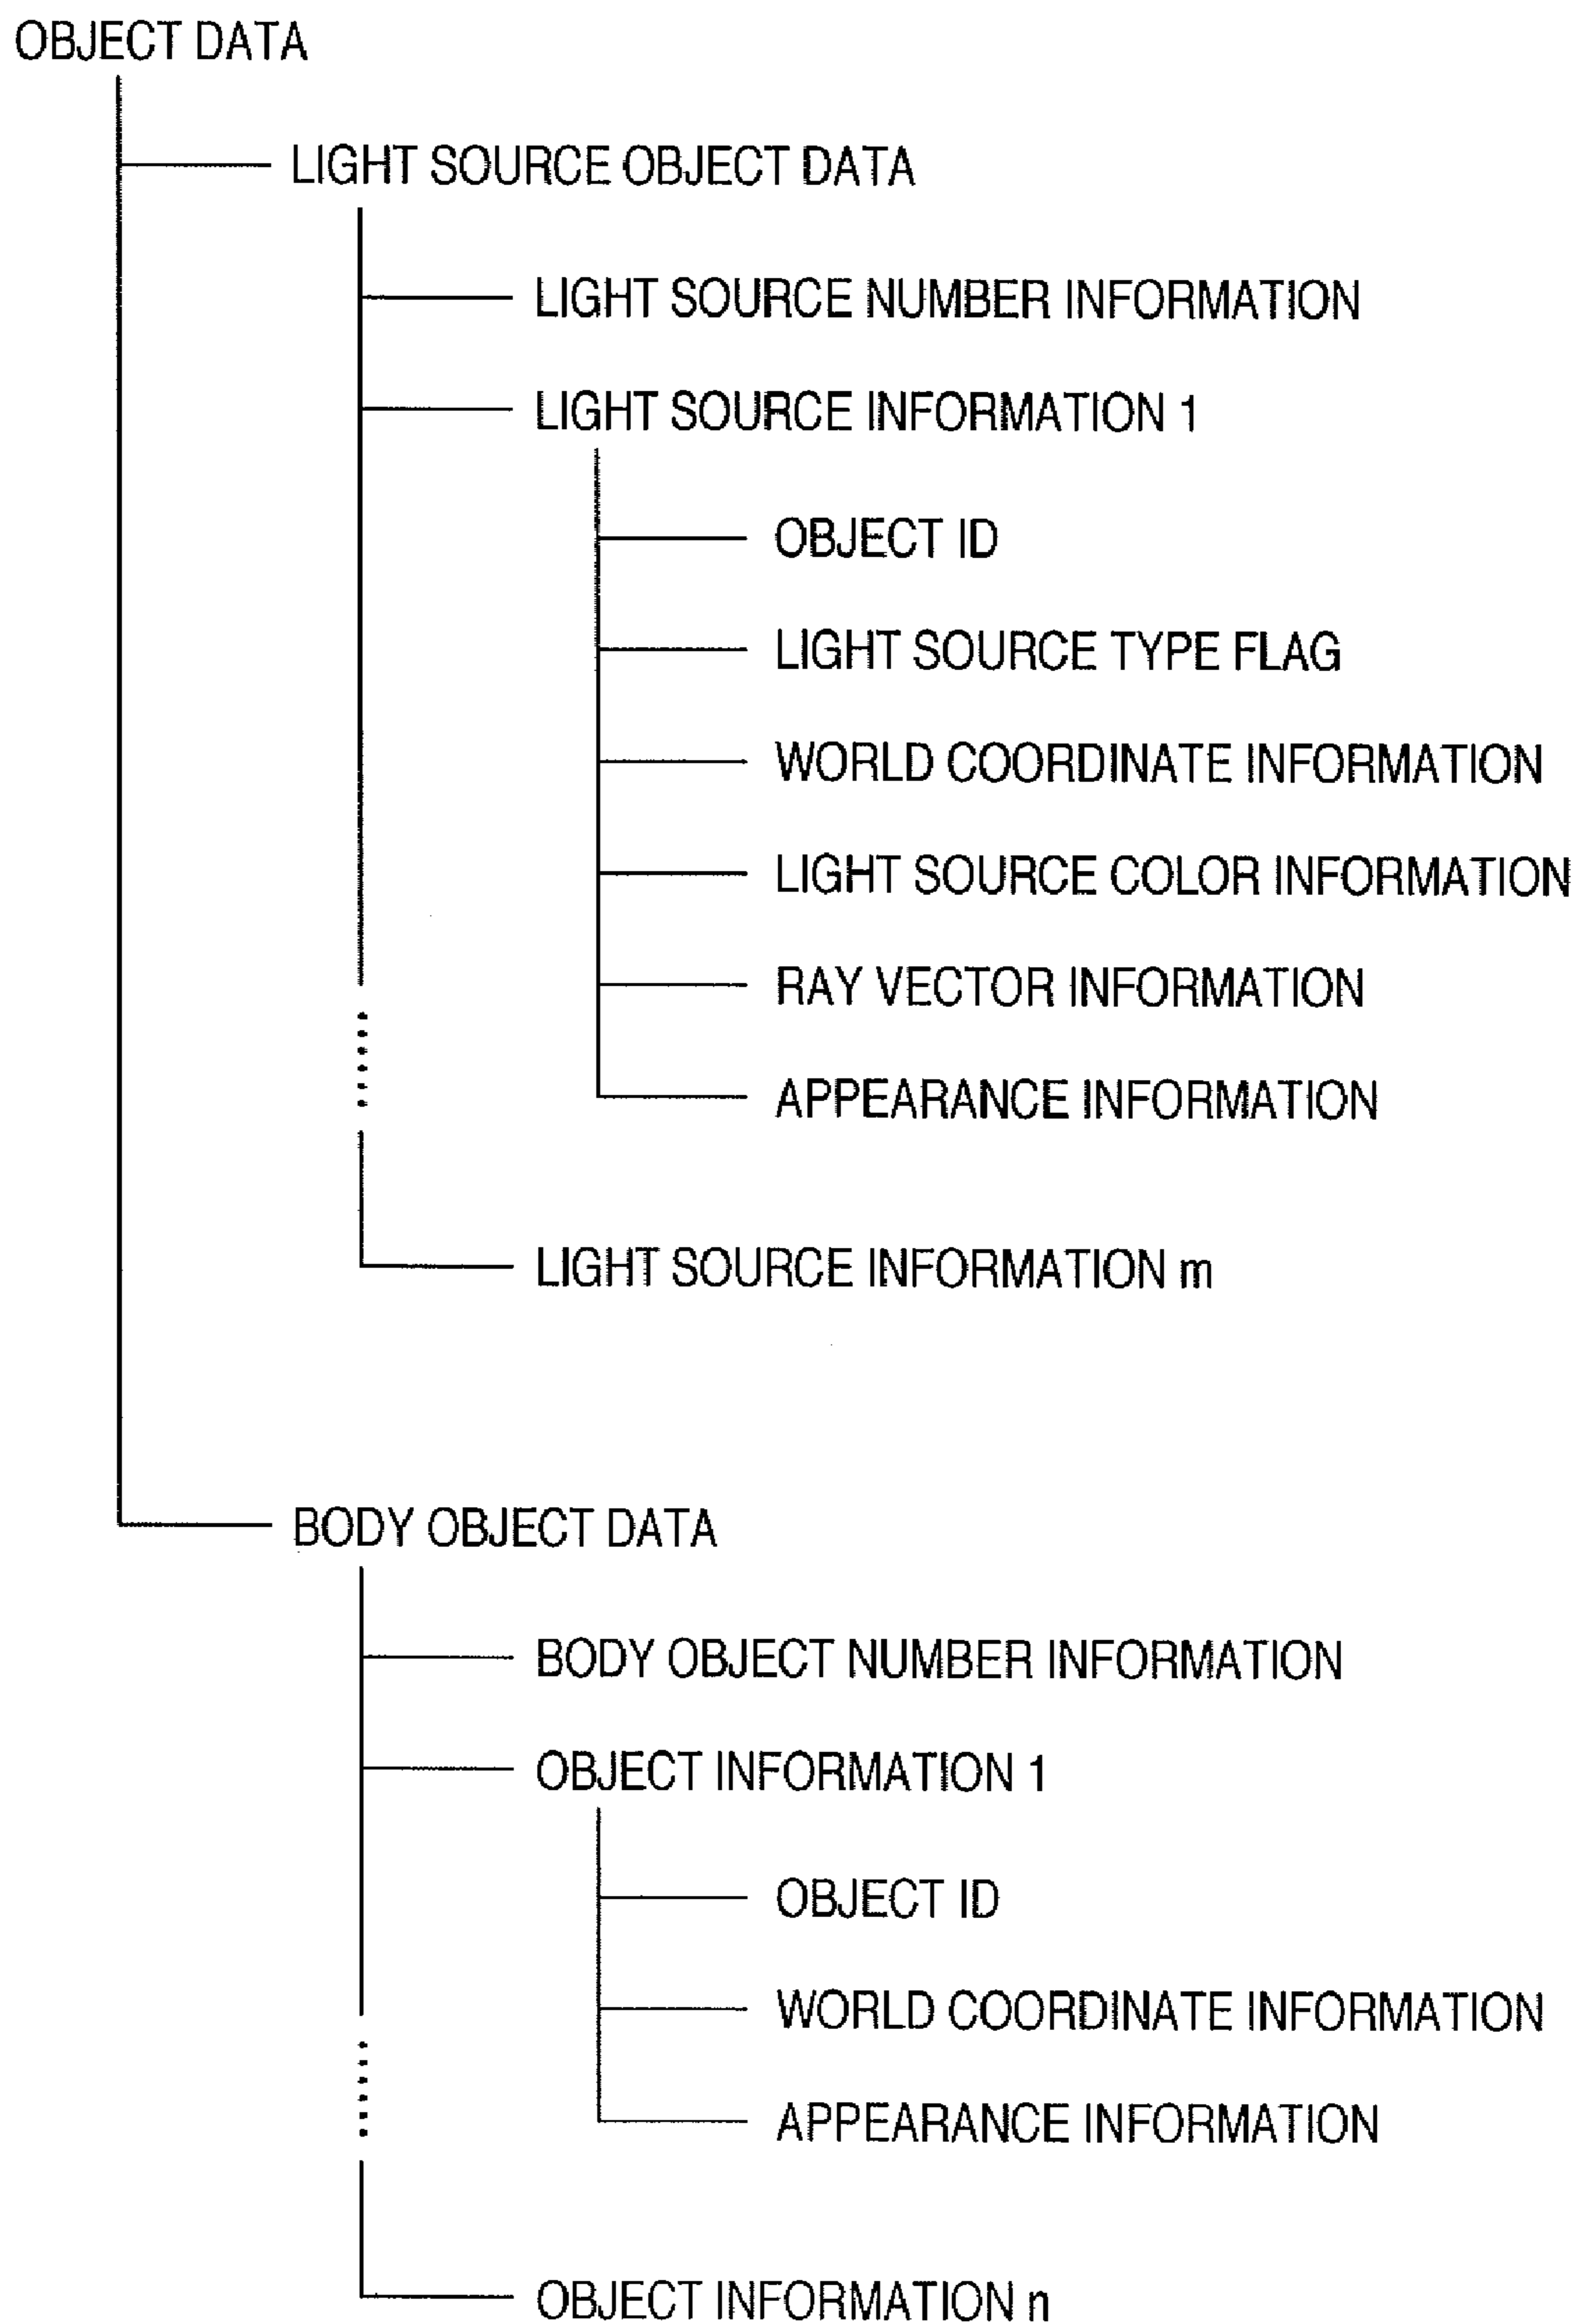 OBJECT DATA
LIGHT SOURCE OBJECT DATA
LIGHT SOURCE NUMBER INFORMATION
LIGHT SOURCE INFORMATION 1
OBJECT ID
LIGHT SOURCE TYPE FLAG
WORLD COORDINATE INFORMATION
LIGHT SOURCE COLOR INFORMATION
RAY VECTOR INFORMATION
APPEARANCE INFORMATION
LIGHT SOURCE INFORMATION m
BODY OBJECT DATA
BODY OBJECT NUMBER INFORMATION
OBJECT INFORMATION 1
OBJECT ID
WORLD COORDINATE INFORMATION
APPEARANCE INFORMATION
OBJECT INFORMATION n